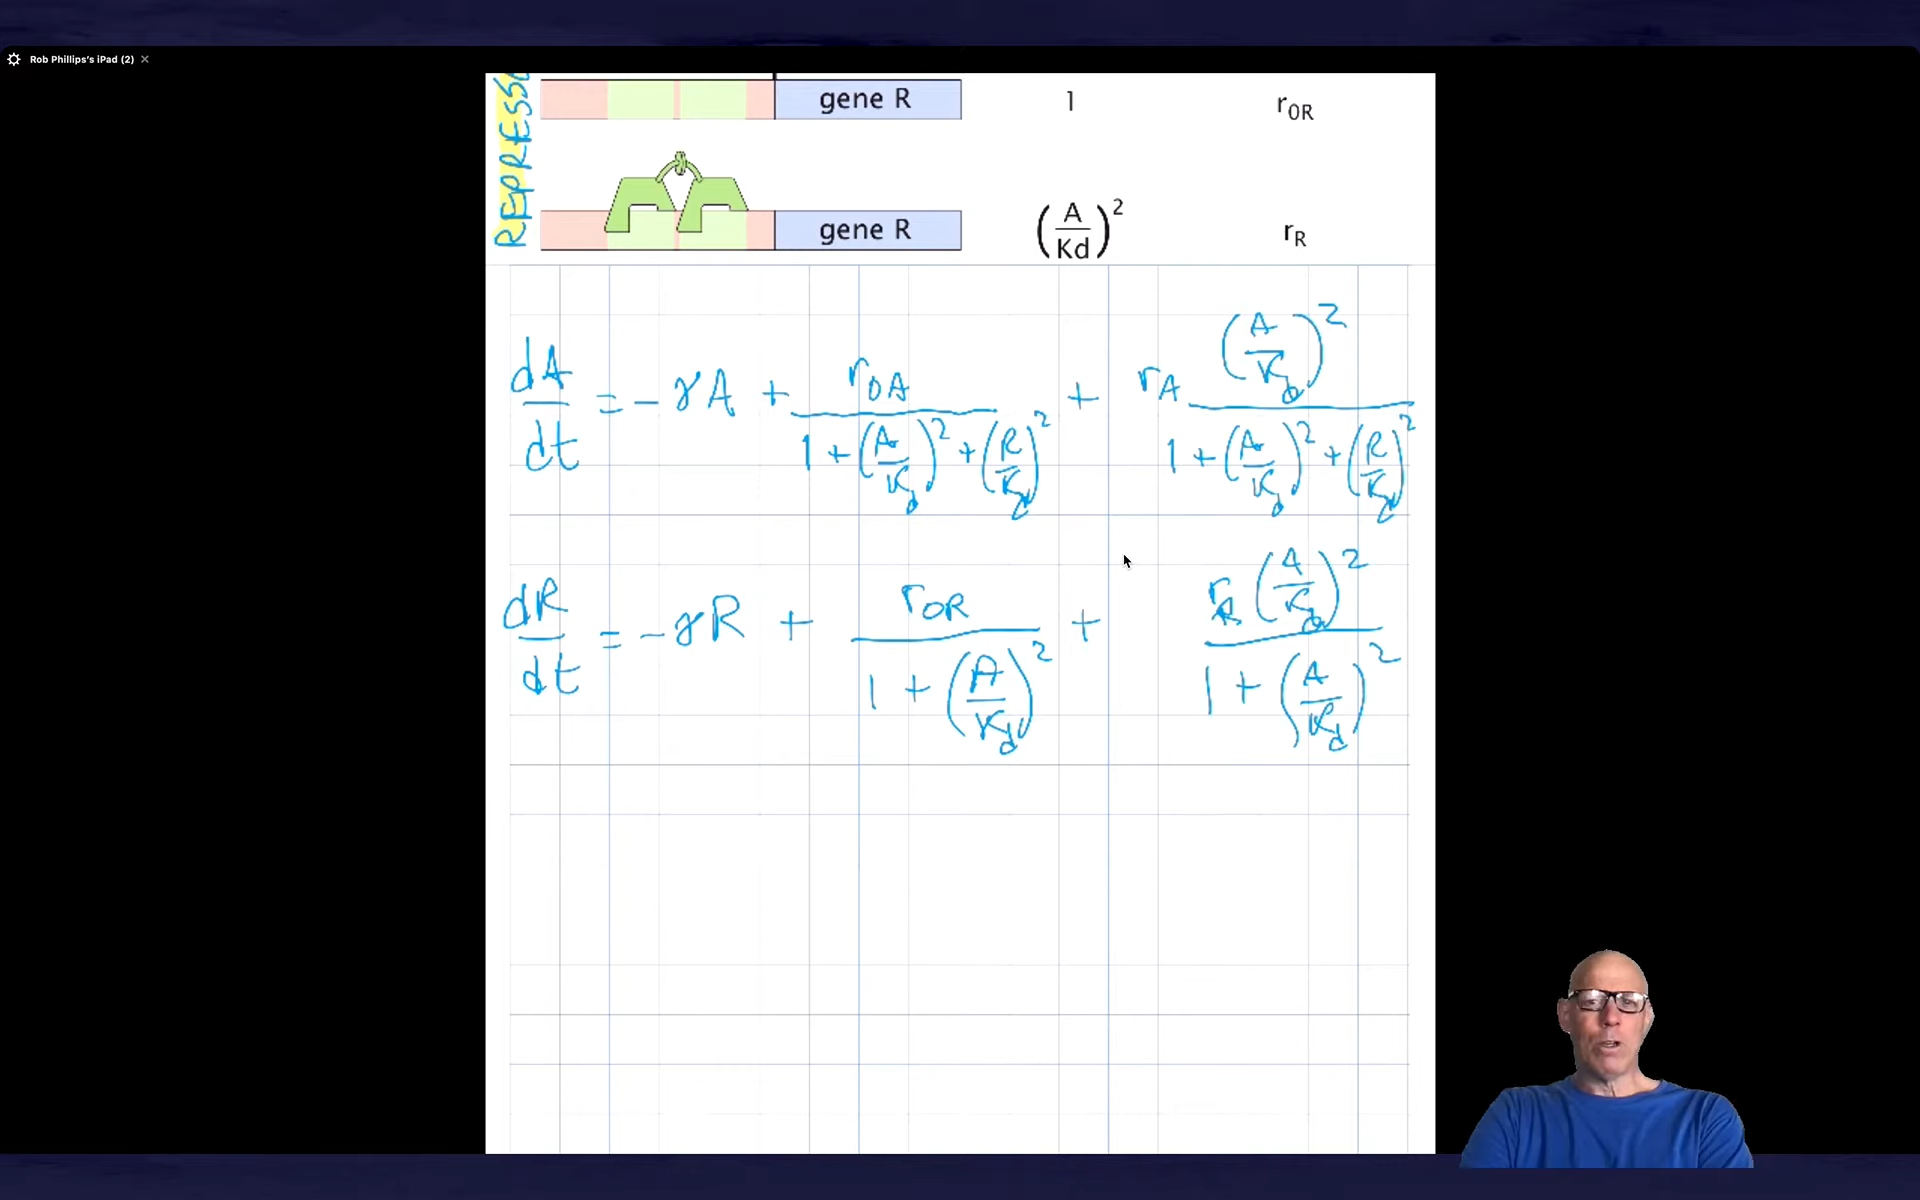 Rob Phillips's iPad (2) ×
REPRESS
gene R 1 r₀R
gene R (A/Kd)² rR
dA/dt = -γA + r₀A/(1+(A/Kd)²+(R/Kd)²) + rA (A/Kd)²/(1+(A/Kd)²+(R/Kd)²)
dR/dt = -γR + r₀R/(1+(A/Kd)²) + rR(A/Kd)²/(1+(A/Kd)²)